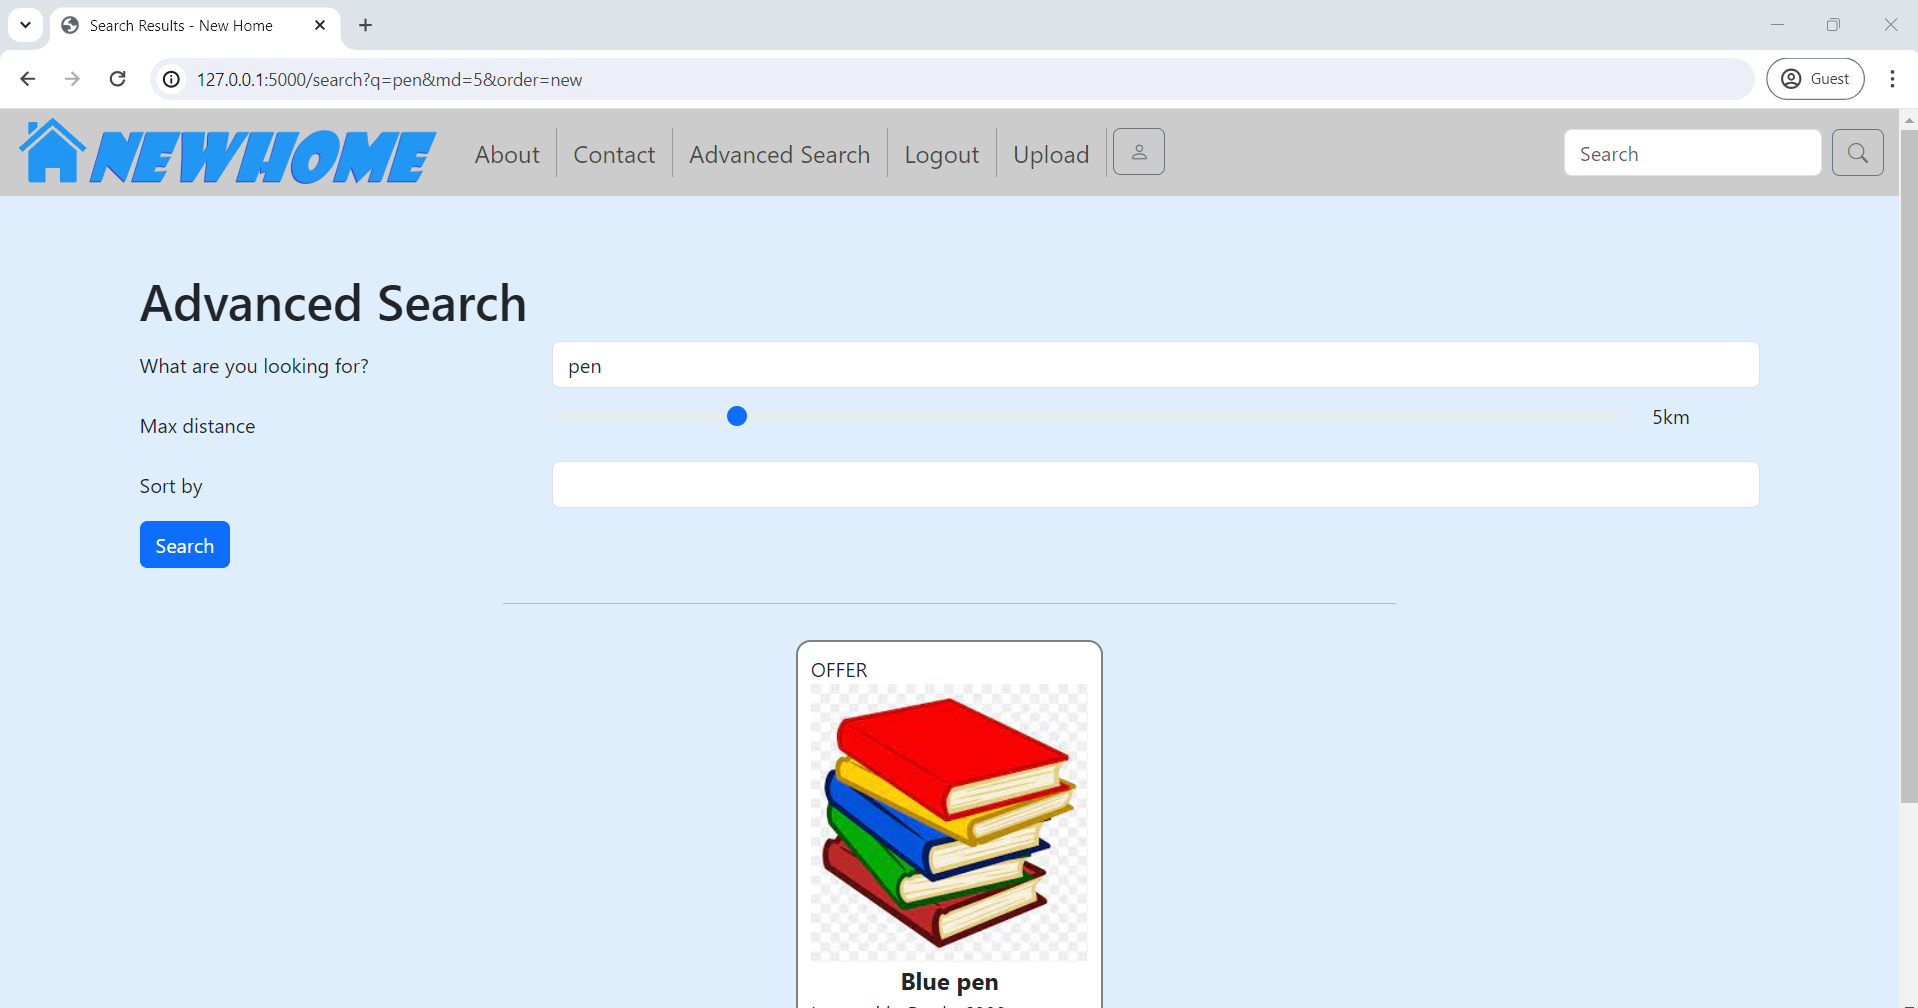 Search Results - New Home
127.0.0.1:5000/search?q=pen&md=5&order=new
Guest
NEWHOME
About
Contact
Advanced Search
Logout
Upload
Search
Advanced Search
What are you looking for?
pen
Max distance
5km
Sort by
Search
OFFER
Blue pen